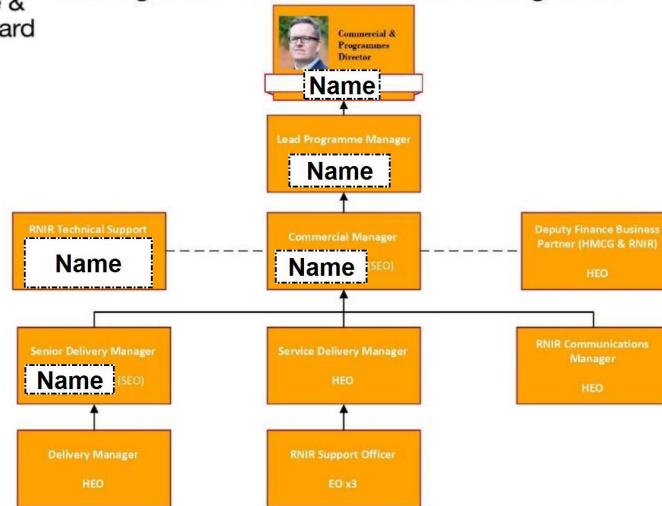 &
ard
Commercial &
Programmes
Director
Name
Lead Programme Manager
Name
RNIR Technical Support
Name
Commercial Manager
Name (SEO)
Deputy Finance Business
Partner (HMCG & RNIR)
HEO
Senior Delivery Manager
Name (SEO)
Service Delivery Manager
HEO
RNIR Communications
Manager
HEO
Delivery Manager
HEO
RNIR Support Officer
EO x3